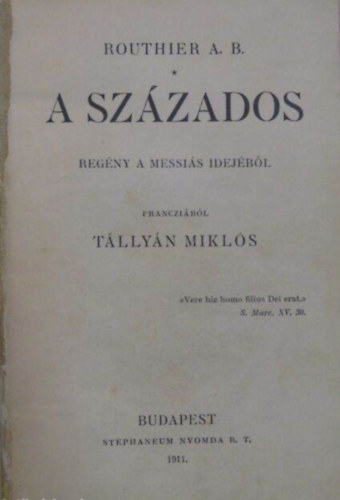 ROUTHIER A. B.
*
A SZÁZADOS
REGÉNY A MESSIÁS IDEJÉBŐL
FRANCZIÁBÓL
TÁLLYÁN MIKLÓS
«Vere hic homo filius Dei erat.»
S. Marc. XV. 39.
BUDAPEST
STEPHANEUM NYOMDA R. T.
1911.